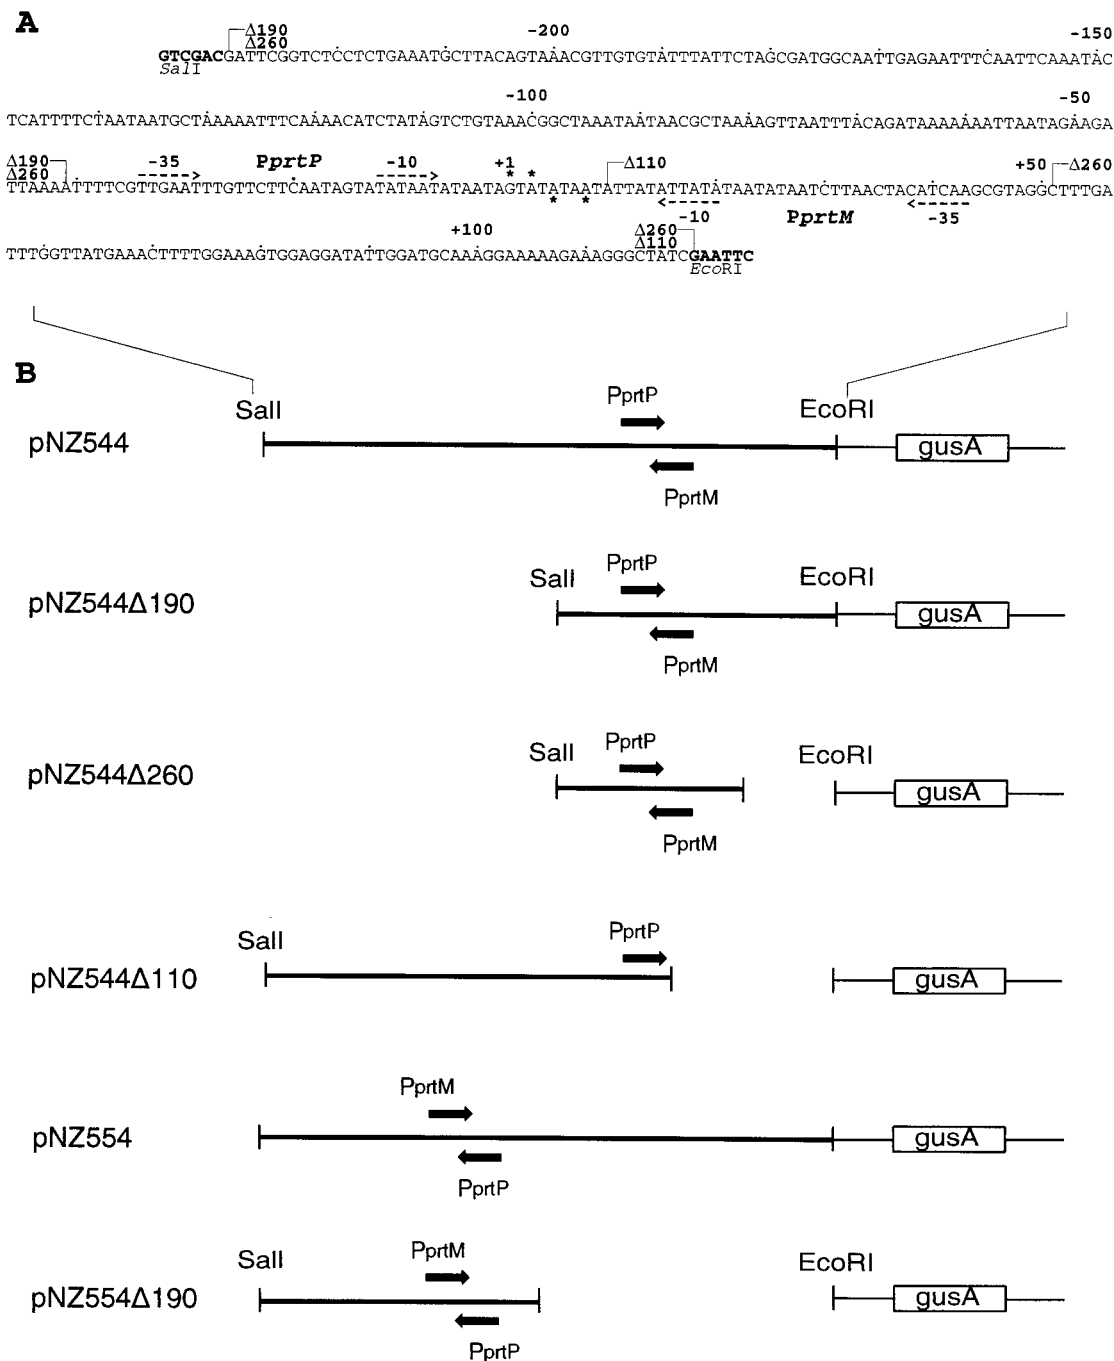 A
Δ190
Δ260
-200
-150
GTCGACGATTCGGTCTCCTCTGAAATGCTTACAGTAAACGTTGTGTATTTATTCTAGCGATGGCAATTGAGAATTTCAATTCAAATAC
SalI
-100
-50
TCATTTTCTAATAATGCTAAAAATTTCAAAACATCTATAGTCTGTAAACGGCTAAATAATAACGCTAAAAGTTAATTTACAGATAAAAAAATTAATAGAAGA
Δ190
Δ260
-35
PprtP
-10
+1
Δ110
+50
Δ260
TTAAAAATTTTCGTTGAATTTGTTCTTCAATAGTATATAATATAATAGTATATAATATTATATTATATAATATAATCTTAACTACATCAAGCGTAGGCTTTGA
* *
* *
-10
PprtM
-35
+100
Δ260
Δ110
TTTGGTTATGAAACTTTTGGAAAGTGGAGGATATTGGATGCAAAGGAAAAAGAAAGGGCTATCGAATTC
EcoRI
B
SalI
PprtP
EcoRI
pNZ544
gusA
PprtM
SalI
PprtP
EcoRI
pNZ544Δ190
gusA
PprtM
SalI
PprtP
EcoRI
pNZ544Δ260
gusA
PprtM
SalI
PprtP
pNZ544Δ110
gusA
PprtM
pNZ554
gusA
PprtP
SalI
PprtM
EcoRI
pNZ554Δ190
gusA
PprtP